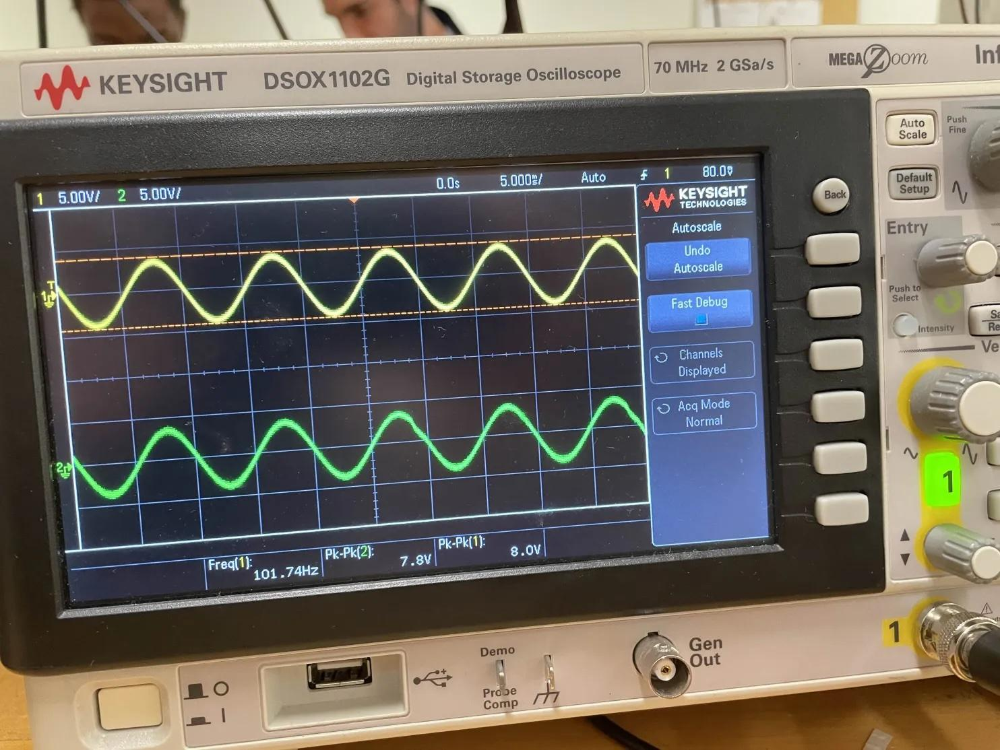 KEYSIGHT DSOX1102G Digital Storage Oscilloscope 70 MHz 2 GSa/s MEGA Zoom
1 5.00V/ 2 5.00V/ 0.0s 5.000ms/ Auto 1 80.0V
KEYSIGHT
TECHNOLOGIES
Autoscale
Undo
Autoscale
Fast Debug
Channels
Displayed
Acq Mode
Normal
T
1
2
Freq(1):
101.74Hz
Pk-Pk(2):
7.8V
Pk-Pk(1):
8.0V
Back
Auto
Scale
Push
Fine
Default
Setup
Entry
Push to
Select
Intensity
1
1
Demo
Probe
Comp
Gen
Out